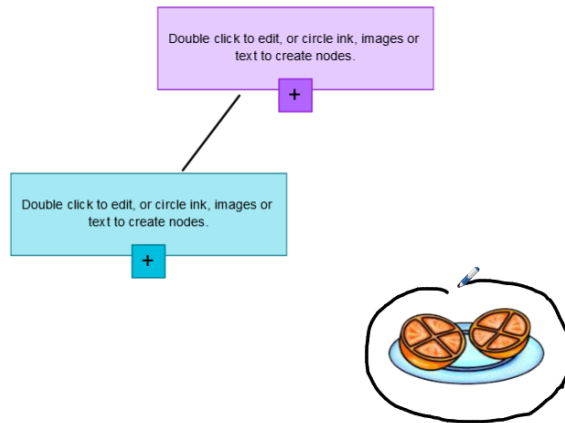 Double click to edit, or circle ink, images or
text to create nodes.
+
Double click to edit, or circle ink, images or
text to create nodes.
+